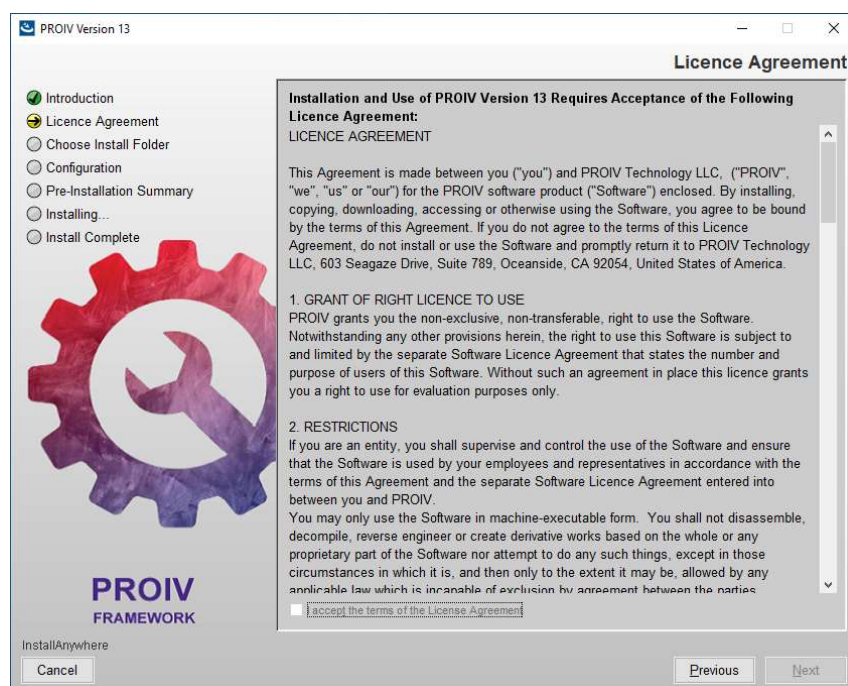 PROIV Version 13
Licence Agreement
Introduction
Licence Agreement
Choose Install Folder
Configuration
Pre-Installation Summary
Installing...
Install Complete
PROIV
FRAMEWORK
Installation and Use of PROIV Version 13 Requires Acceptance of the Following
Licence Agreement:
LICENCE AGREEMENT
This Agreement is made between you ("you") and PROIV Technology LLC, ("PROIV",
"we", "us" or "our") for the PROIV software product ("Software") enclosed. By installing,
copying, downloading, accessing or otherwise using the Software, you agree to be bound
by the terms of this Agreement. If you do not agree to the terms of this Licence
Agreement, do not install or use the Software and promptly return it to PROIV Technology
LLC, 603 Seagaze Drive, Suite 789, Oceanside, CA 92054, United States of America.
1. GRANT OF RIGHT LICENCE TO USE
PROIV grants you the non-exclusive, non-transferable, right to use the Software.
Notwithstanding any other provisions herein, the right to use this Software is subject to
and limited by the separate Software Licence Agreement that states the number and
purpose of users of this Software. Without such an agreement in place this licence grants
you a right to use for evaluation purposes only.
2. RESTRICTIONS
If you are an entity, you shall supervise and control the use of the Software and ensure
that the Software is used by your employees and representatives in accordance with the
terms of this Agreement and the separate Software Licence Agreement entered into
between you and PROIV.
You may only use the Software in machine-executable form. You shall not disassemble,
decompile, reverse engineer or create derivative works based on the whole or any
proprietary part of the Software nor attempt to do any such things, except in those
circumstances in which it is, and then only to the extent it may be, allowed by any
applicable law which is incapable of exclusion by agreement between the parties
I accept the terms of the License Agreement
InstallAnywhere
Cancel
Previous
Next